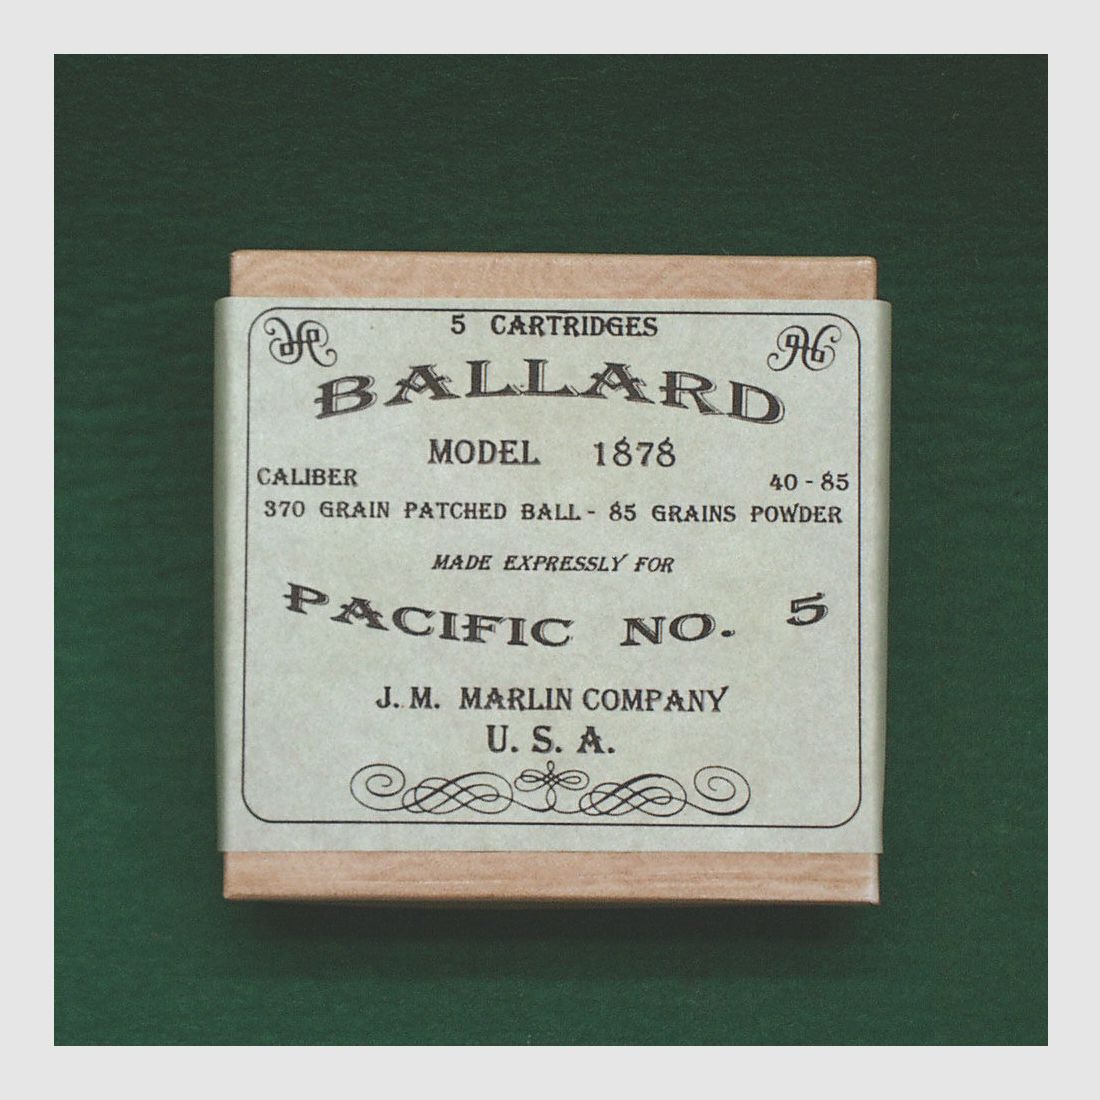 5 CARTRIDGES
BALLARD
MODEL 1878
CALIBER 40 - 85
370 GRAIN PATCHED BALL - 85 GRAINS POWDER
MADE EXPRESSLY FOR
PACIFIC NO. 5
J. M. MARLIN COMPANY
U. S. A.